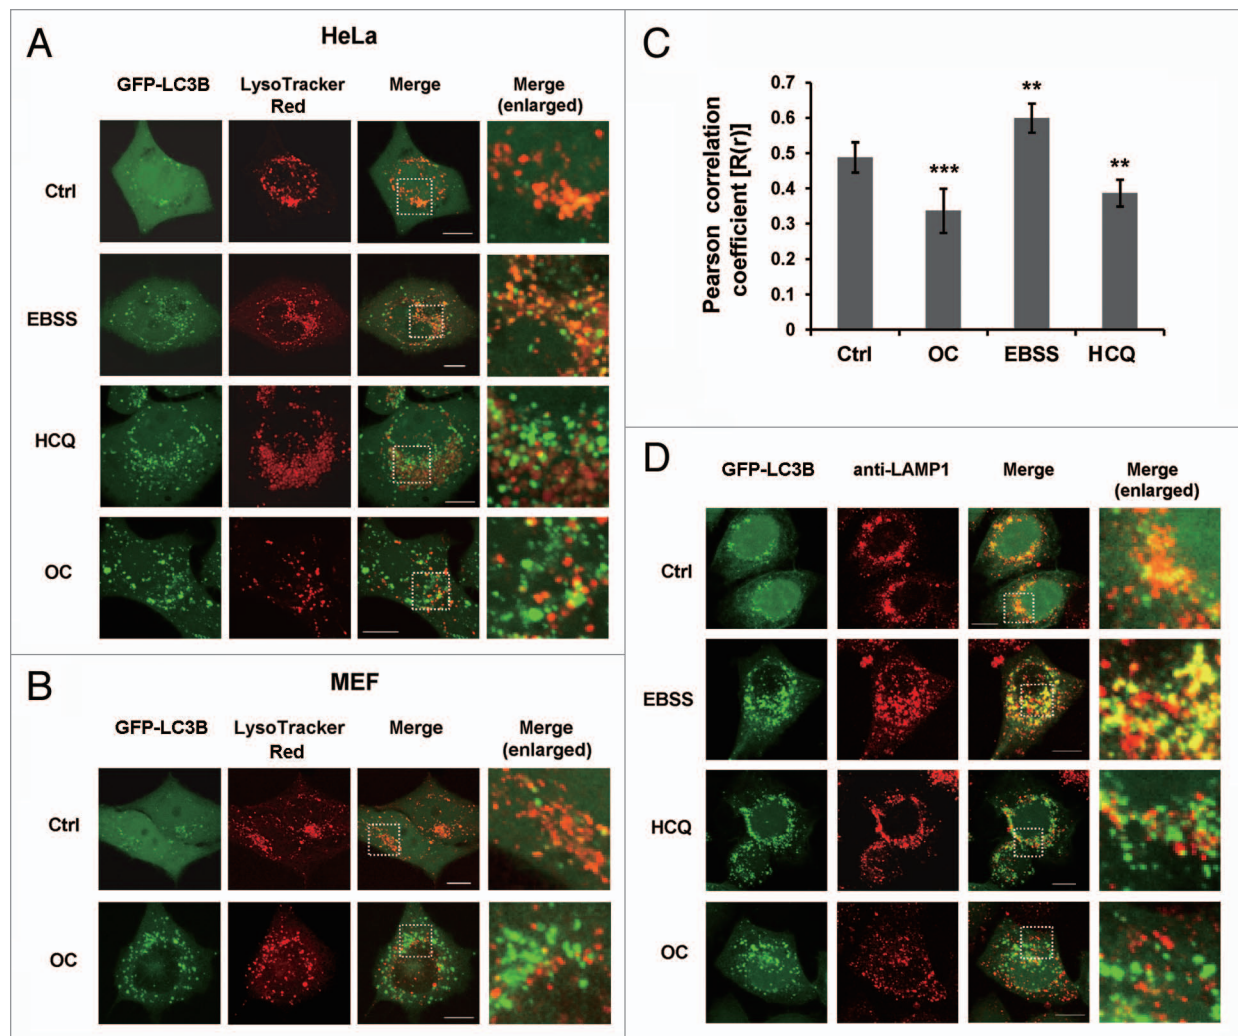 A
HeLa
GFP-LC3B LysoTracker Red Merge Merge (enlarged)
Ctrl
EBSS
HCQ
OC
B
MEF
GFP-LC3B LysoTracker Red Merge Merge (enlarged)
Ctrl
OC
C
Pearson correlation
coefficient [R(r)]
0.7
0.6
0.5
0.4
0.3
0.2
0.1
0
***
**
**
Ctrl OC EBSS HCQ
D
GFP-LC3B anti-LAMP1 Merge Merge (enlarged)
Ctrl
EBSS
HCQ
OC